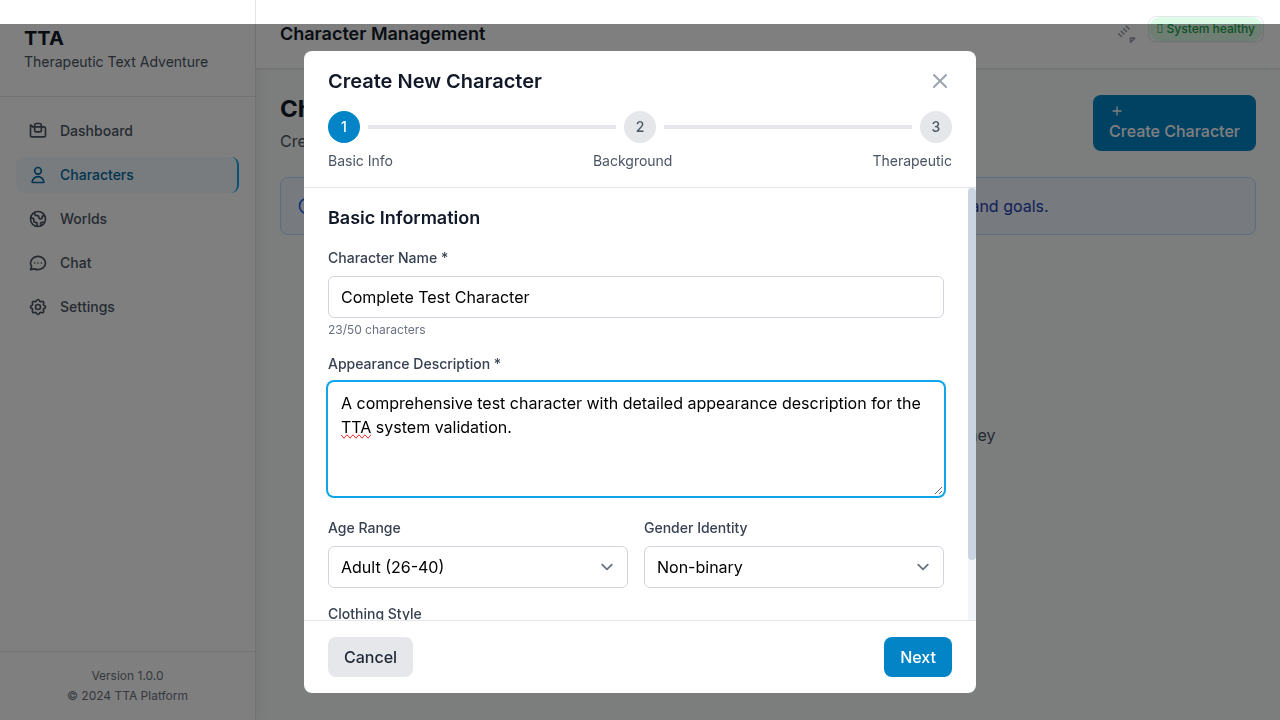 TTA
Therapeutic Text Adventure
Dashboard
Characters
Worlds
Chat
Settings
Version 1.0.0
© 2024 TTA Platform
Character Management
System healthy
+
Create Character
and goals.
Create New Character
1
2
3
Basic Info
Background
Therapeutic
Basic Information
Character Name *
Complete Test Character
23/50 characters
Appearance Description *
A comprehensive test character with detailed appearance description for the
TTA system validation.
Age Range
Gender Identity
Adult (26-40)
Non-binary
Clothing Style
Cancel
Next